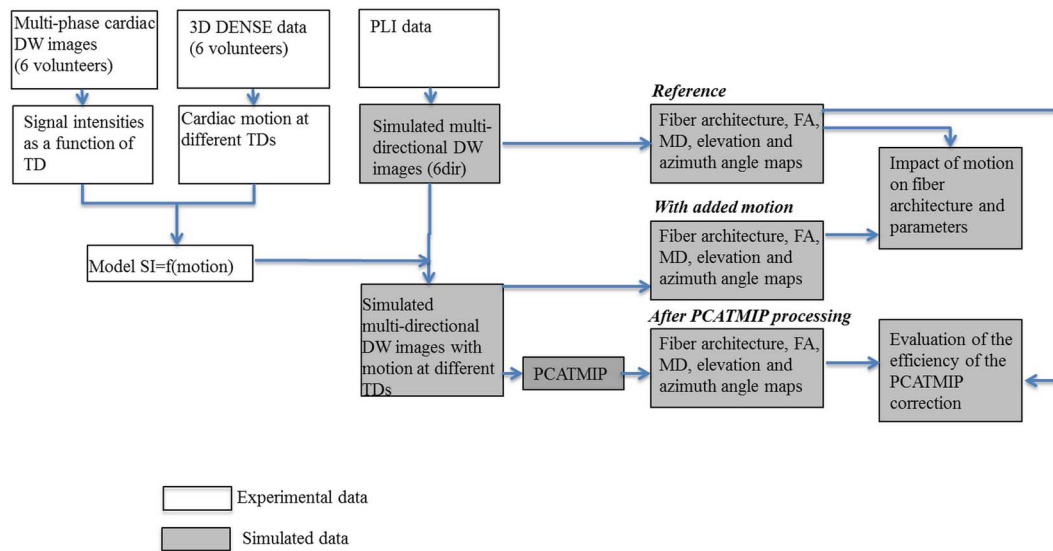 Multi-phase cardiac
DW images
(6 volunteers)
3D DENSE data
(6 volunteers)
PLI data
Signal intensities
as a function of
TD
Cardiac motion at
different TDs
Simulated multi-
directional DW
images (6dir)
Reference
Fiber architecture, FA,
MD, elevation and
azimuth angle maps
Impact of motion
on fiber
architecture and
parameters
Model SI=f(motion)
With added motion
Fiber architecture, FA,
MD, elevation and
azimuth angle maps
Simulated
multi-directional
DW images with
motion at different
TDs
PCATMIP
After PCATMIP processing
Fiber architecture, FA,
MD, elevation and
azimuth angle maps
Evaluation of the
efficiency of the
PCATMIP
correction
Experimental data
Simulated data